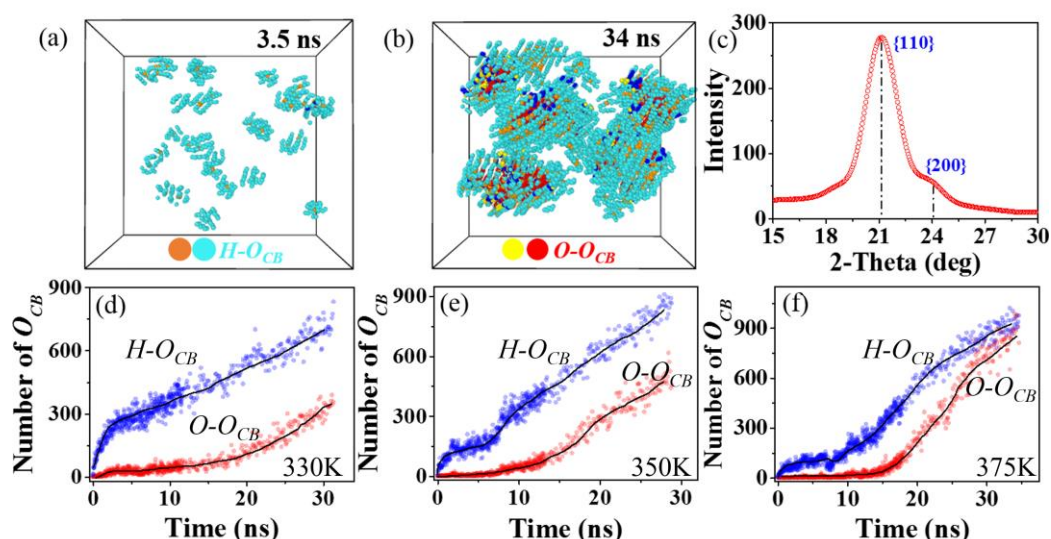 (a)
3.5 ns
H-O_CB
(b)
34 ns
O-O_CB
(c)
300
200
100
0
Intensity
{110}
{200}
15 18 21 24 27 30
2-Theta (deg)
(d)
900
600
300
0
Number of O_CB
H-O_CB
O-O_CB
330K
0 10 20 30
Time (ns)
(e)
900
600
300
0
Number of O_CB
H-O_CB
O-O_CB
350K
0 10 20 30
Time (ns)
(f)
1200
900
600
300
0
Number of O_CB
H-O_CB
O-O_CB
375K
0 10 20 30
Time (ns)